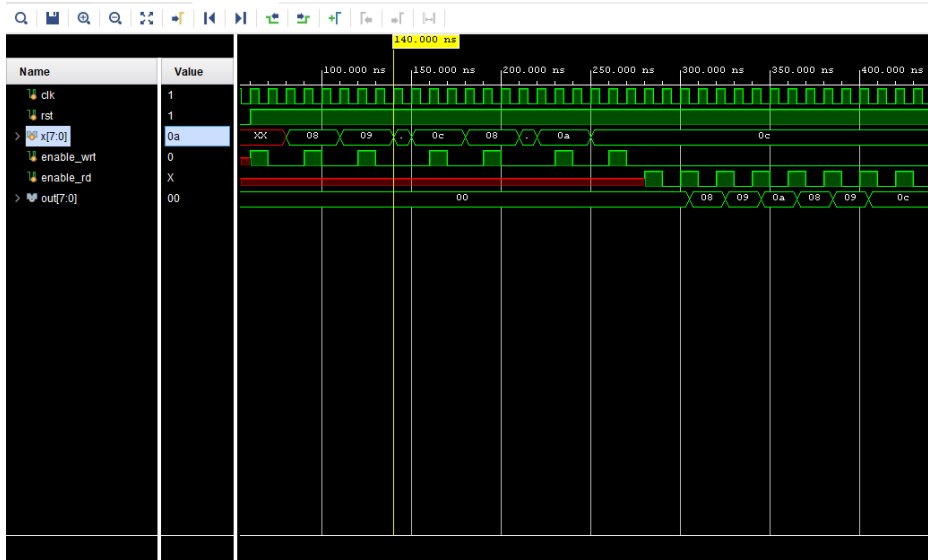 140.000 ns
Name Value
100.000 ns 150.000 ns 200.000 ns 250.000 ns 300.000 ns 350.000 ns 400.000 ns
clk 1
rst 1
x[7:0] 0a XX 08 09 . 0c 08 . 0a 0c
enable_wrt 0
enable_rd X
out[7:0] 00 00 08 09 0a 08 09 0c